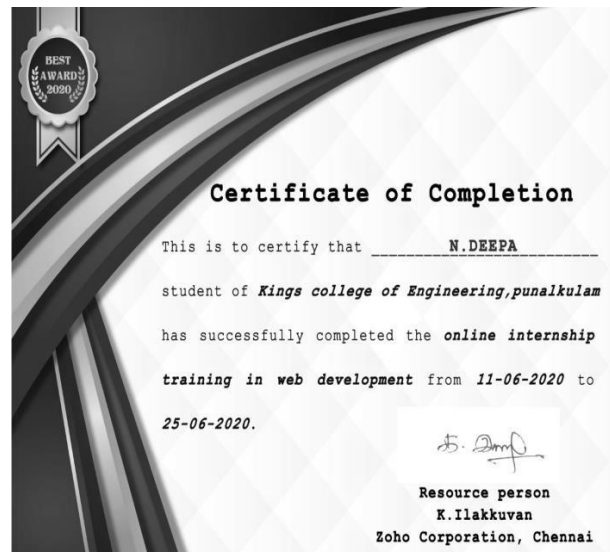 BEST
AWARD
2020
Certificate of Completion
This is to certify that N.DEEPA
student of Kings college of Engineering,punalkulam
has successfully completed the online internship
training in web development from 11-06-2020 to
25-06-2020.
Resource person
K.Ilakkuvan
Zoho Corporation, Chennai